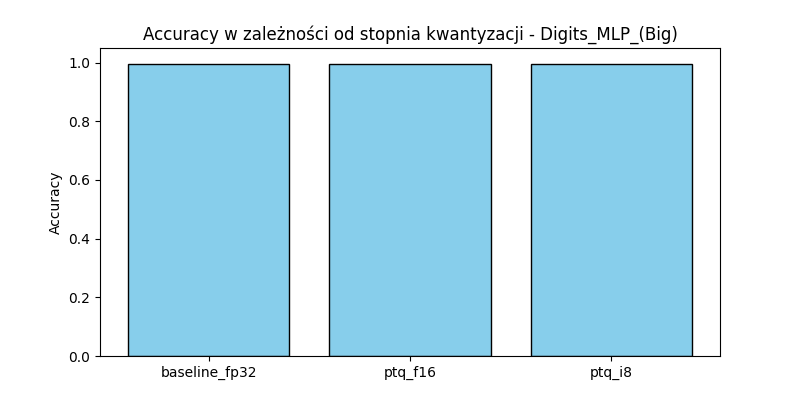 Accuracy w zależności od stopnia kwantyzacji - Digits_MLP_(Big)
1.0
0.8
0.6
0.4
0.2
0.0
Accuracy
baseline_fp32 ptq_f16 ptq_i8